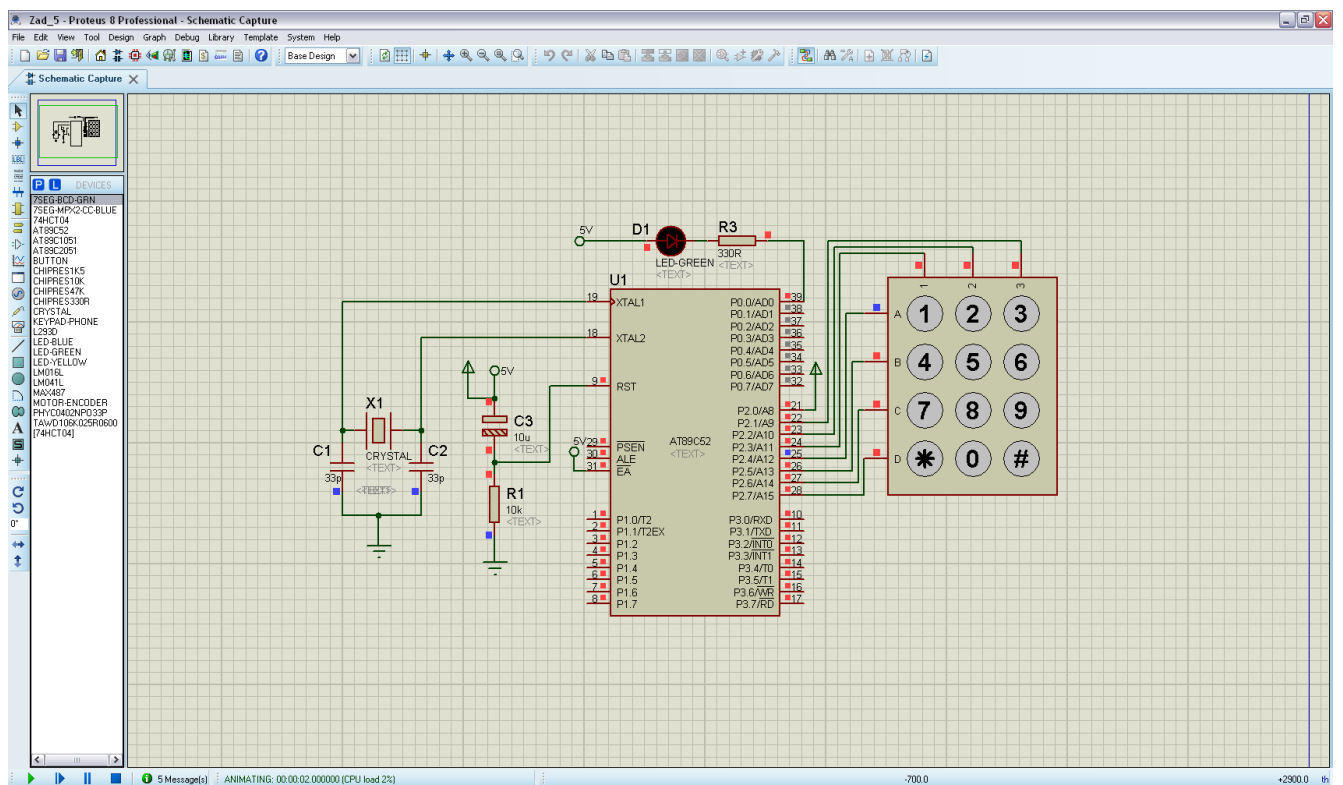 Zad_5 - Proteus 8 Professional - Schematic Capture
File Edit View Tool Design Graph Debug Library Template System Help
Base Design
Schematic Capture
P L DEVICES
7SEG-BCD-GRN
7SEG-MPX2-CC-BLUE
74HCT04
AT89C52
AT89C1051
AT89C2051
BUTTON
CHIPRES1K5
CHIPRES10K
CHIPRES47K
CHIPRES330R
CRYSTAL
KEYPAD-PHONE
L293D
LED-BLUE
LED-GREEN
LED-YELLOW
LM016L
LM041L
MAX487
MOTOR-ENCODER
PHYC0402NPO33P
TAWD106K025R0600
[74HCT04]
LBL
A
S
0°
5V
D1
LED-GREEN
<TEXT>
R3
330R
<TEXT>
U1
19 XTAL1
18 XTAL2
9 RST
29 PSEN
30 ALE
31 EA
1 P1.0/T2
2 P1.1/T2EX
3 P1.2
4 P1.3
5 P1.4
6 P1.5
7 P1.6
8 P1.7
AT89C52
<TEXT>
P0.0/AD0 39
P0.1/AD1 38
P0.2/AD2 37
P0.3/AD3 36
P0.4/AD4 35
P0.5/AD5 34
P0.6/AD6 33
P0.7/AD7 32
P2.0/A8 21
P2.1/A9 22
P2.2/A10 23
P2.3/A11 24
P2.4/A12 25
P2.5/A13 26
P2.6/A14 27
P2.7/A15 28
P3.0/RXD 10
P3.1/TXD 11
P3.2/INT0 12
P3.3/INT1 13
P3.4/T0 14
P3.5/T1 15
P3.6/WR 16
P3.7/RD 17
5V
C3
10u
<TEXT>
5V
X1
CRYSTAL
<TEXT>
C1
33p
C2
33p
R1
10k
<TEXT>
1 2 3
A 1 2 3
B 4 5 6
C 7 8 9
D * 0 #
5 Message(s)
ANIMATING: 00:00:02.000000 (CPU load 2%)
-700.0
+2900.0 th